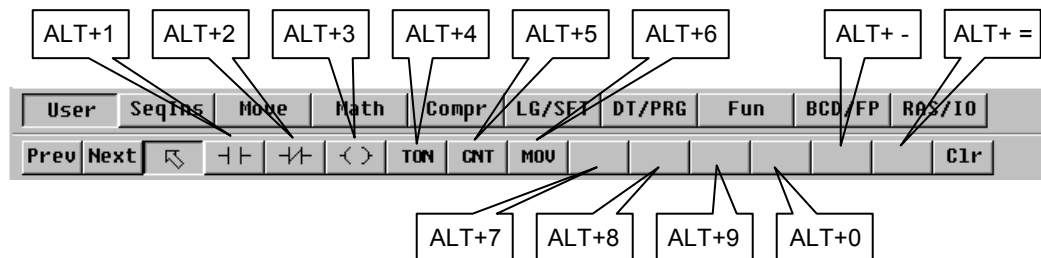 ALT+1 ALT+2 ALT+3 ALT+4 ALT+5 ALT+6 ALT+ - ALT+ =
User SeqIns Move Math Compr LG/SFT DT/PRG Fun BCD/FP RAS/IO
Prev Next TON CNT MOV Clr
ALT+7 ALT+8 ALT+9 ALT+0